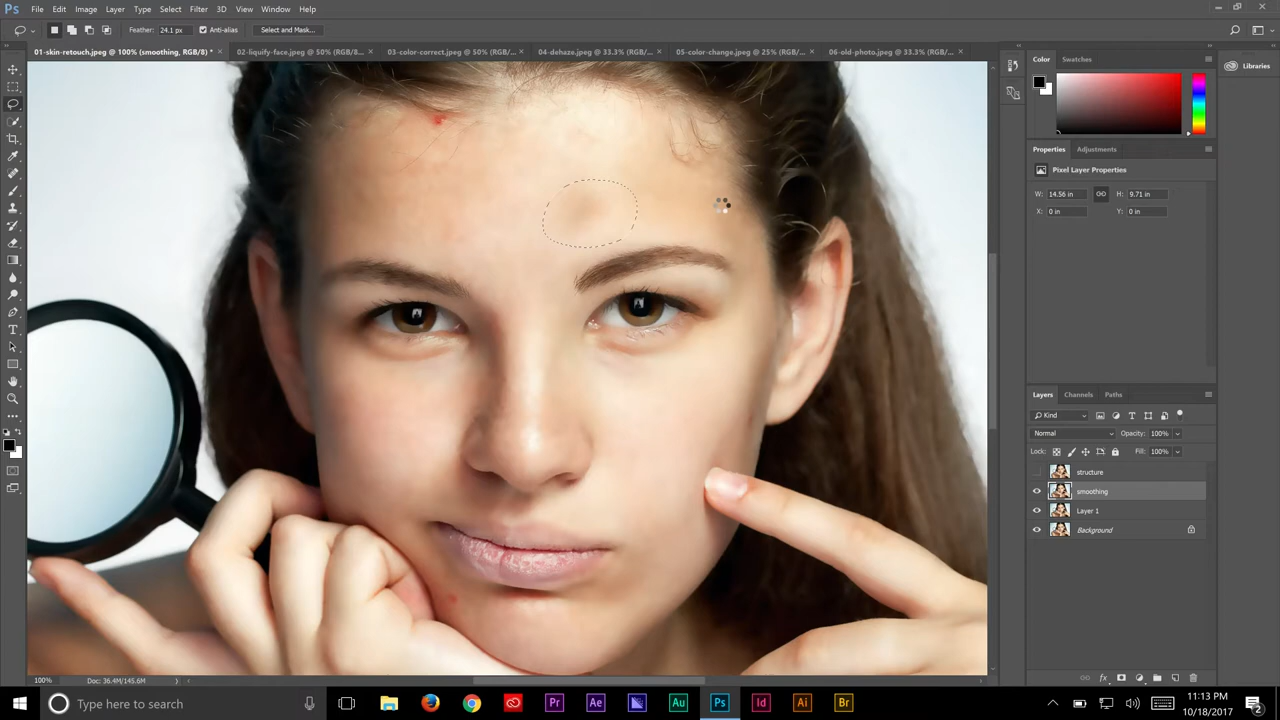 Ps File Edit Image Layer Type Select Filter 3D View Window Help
Feather: 24.1 px Anti-alias Select and Mask...
01-skin-retouch.jpeg @ 100% (smoothing, RGB/8) * × 02-liquify-face.jpeg @ 50% (RGB/8... × 03-color-correct.jpeg @ 50% (RGB/... × 04-dehaze.jpeg @ 33.3% (RGB/... × 05-color-change.jpeg @ 25% (RGB/... × 06-old-photo.jpeg @ 33.3% (RGB/... ×
Color Swatches
Libraries
Properties Adjustments
Pixel Layer Properties
W: 14.56 in H: 9.71 in
X: 0 in Y: 0 in
Layers Channels Paths
Kind
Normal Opacity: 100%
Lock: Fill: 100%
structure
smoothing
Layer 1
Background
fx
100% Doc: 36.4M/145.6M
Type here to search
Pr Ae Au Ps Id Ai Br
11:13 PM
10/18/2017
2